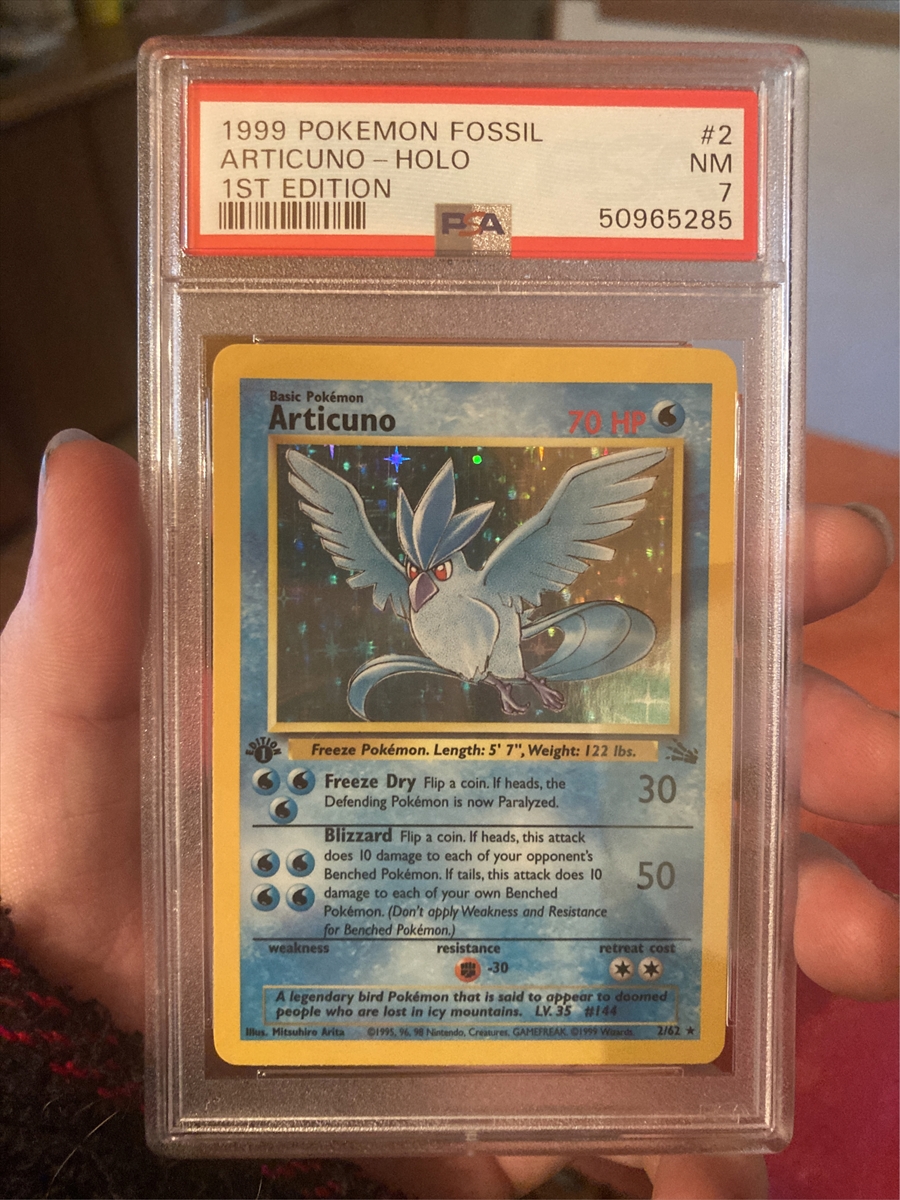 1999 POKEMON FOSSIL #2
ARTICUNO – HOLO NM
1ST EDITION 7
PSA 50965285
Basic Pokémon
Articuno 70 HP
EDITION 1
Freeze Pokémon. Length: 5' 7", Weight: 122 lbs.
Freeze Dry Flip a coin. If heads, the
Defending Pokémon is now Paralyzed.
30
Blizzard Flip a coin. If heads, this attack
does 10 damage to each of your opponent's
Benched Pokémon. If tails, this attack does 10
damage to each of your own Benched
Pokémon. (Don't apply Weakness and Resistance
for Benched Pokémon.)
50
weakness resistance retreat cost
-30
A legendary bird Pokémon that is said to appear to doomed
people who are lost in icy mountains. LV. 35 #144
Illus. Mitsuhiro Arita ©1995, 96, 98 Nintendo, Creatures, GAMEFREAK. ©1999 Wizards. 2/62 ★